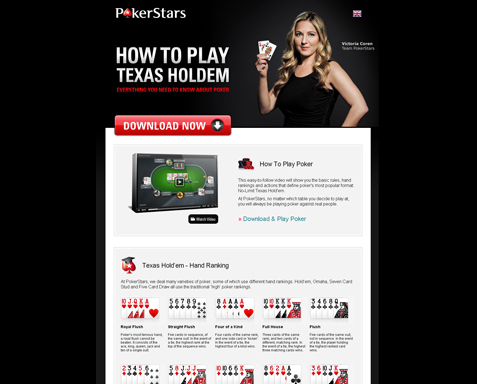 POKERSTARS
Victoria Coren
Team PokerStars
HOW TO PLAY
TEXAS HOLDEM
EVERYTHING YOU NEED TO KNOW ABOUT POKER
DOWNLOAD NOW
How To Play Poker
This easy-to-follow video will show you the basic rules, hand
rankings and actions that define poker's most popular format:
No-Limit Texas Hold'em.
At PokerStars, no matter which table you decide to play at,
you will always be playing poker against real people.
Watch Video
» Download & Play Poker
Texas Hold'em - Hand Ranking
At PokerStars, we deal many varieties of poker, some of which use different hand rankings. Hold'em, Omaha, Seven Card
Stud and Five Card Draw all use the traditional 'high' poker rankings.
Royal Flush
Straight Flush
Four of a Kind
Full House
Flush
Poker's most famous hand,
a royal flush cannot be
beaten. It consists of the
ace, king, queen, jack and
ten of a single suit.
Five cards in sequence, of
the same suit. In the event
of a tie, the highest rank at the
top of the sequence wins.
Four cards of the same rank,
and one side card or 'kicker'.
In the event of a tie, the
highest four of a kind wins.
Three cards of the same
rank, and two cards of a
different, matching rank. In
the event of a tie, the highest
three matching cards wins.
Five cards of the same suit,
not in sequence. In the event
of a tie, the player holding
the highest ranked card
wins.